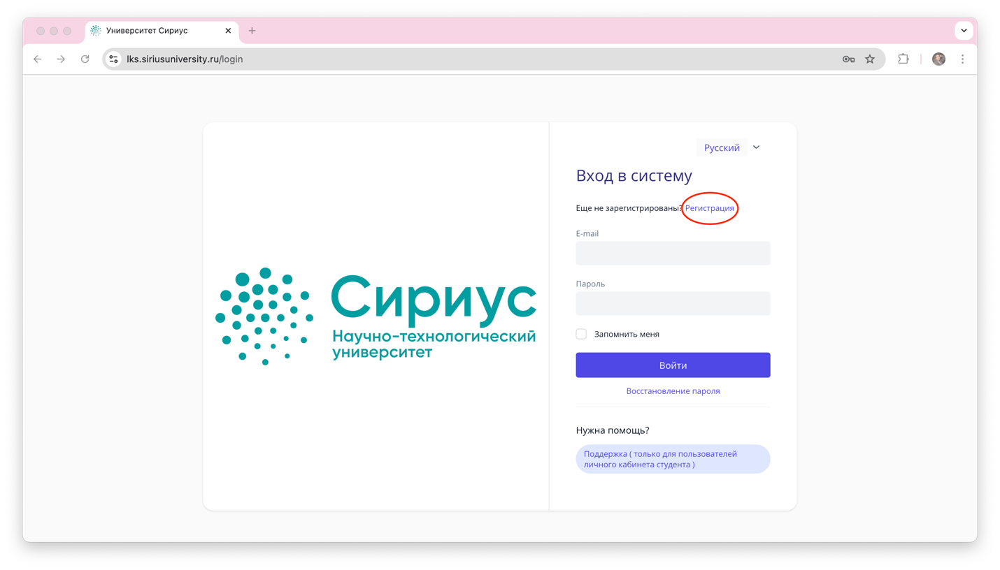 Университет Сириус
lks.siriusuniversity.ru/login
Русский
Вход в систему
Еще не зарегистрированы? Регистрация
E-mail
Сириус
Научно-технологический
университет
Пароль
Запомнить меня
Войти
Восстановление пароля
Нужна помощь?
Поддержка ( только для пользователей
личного кабинета студента )